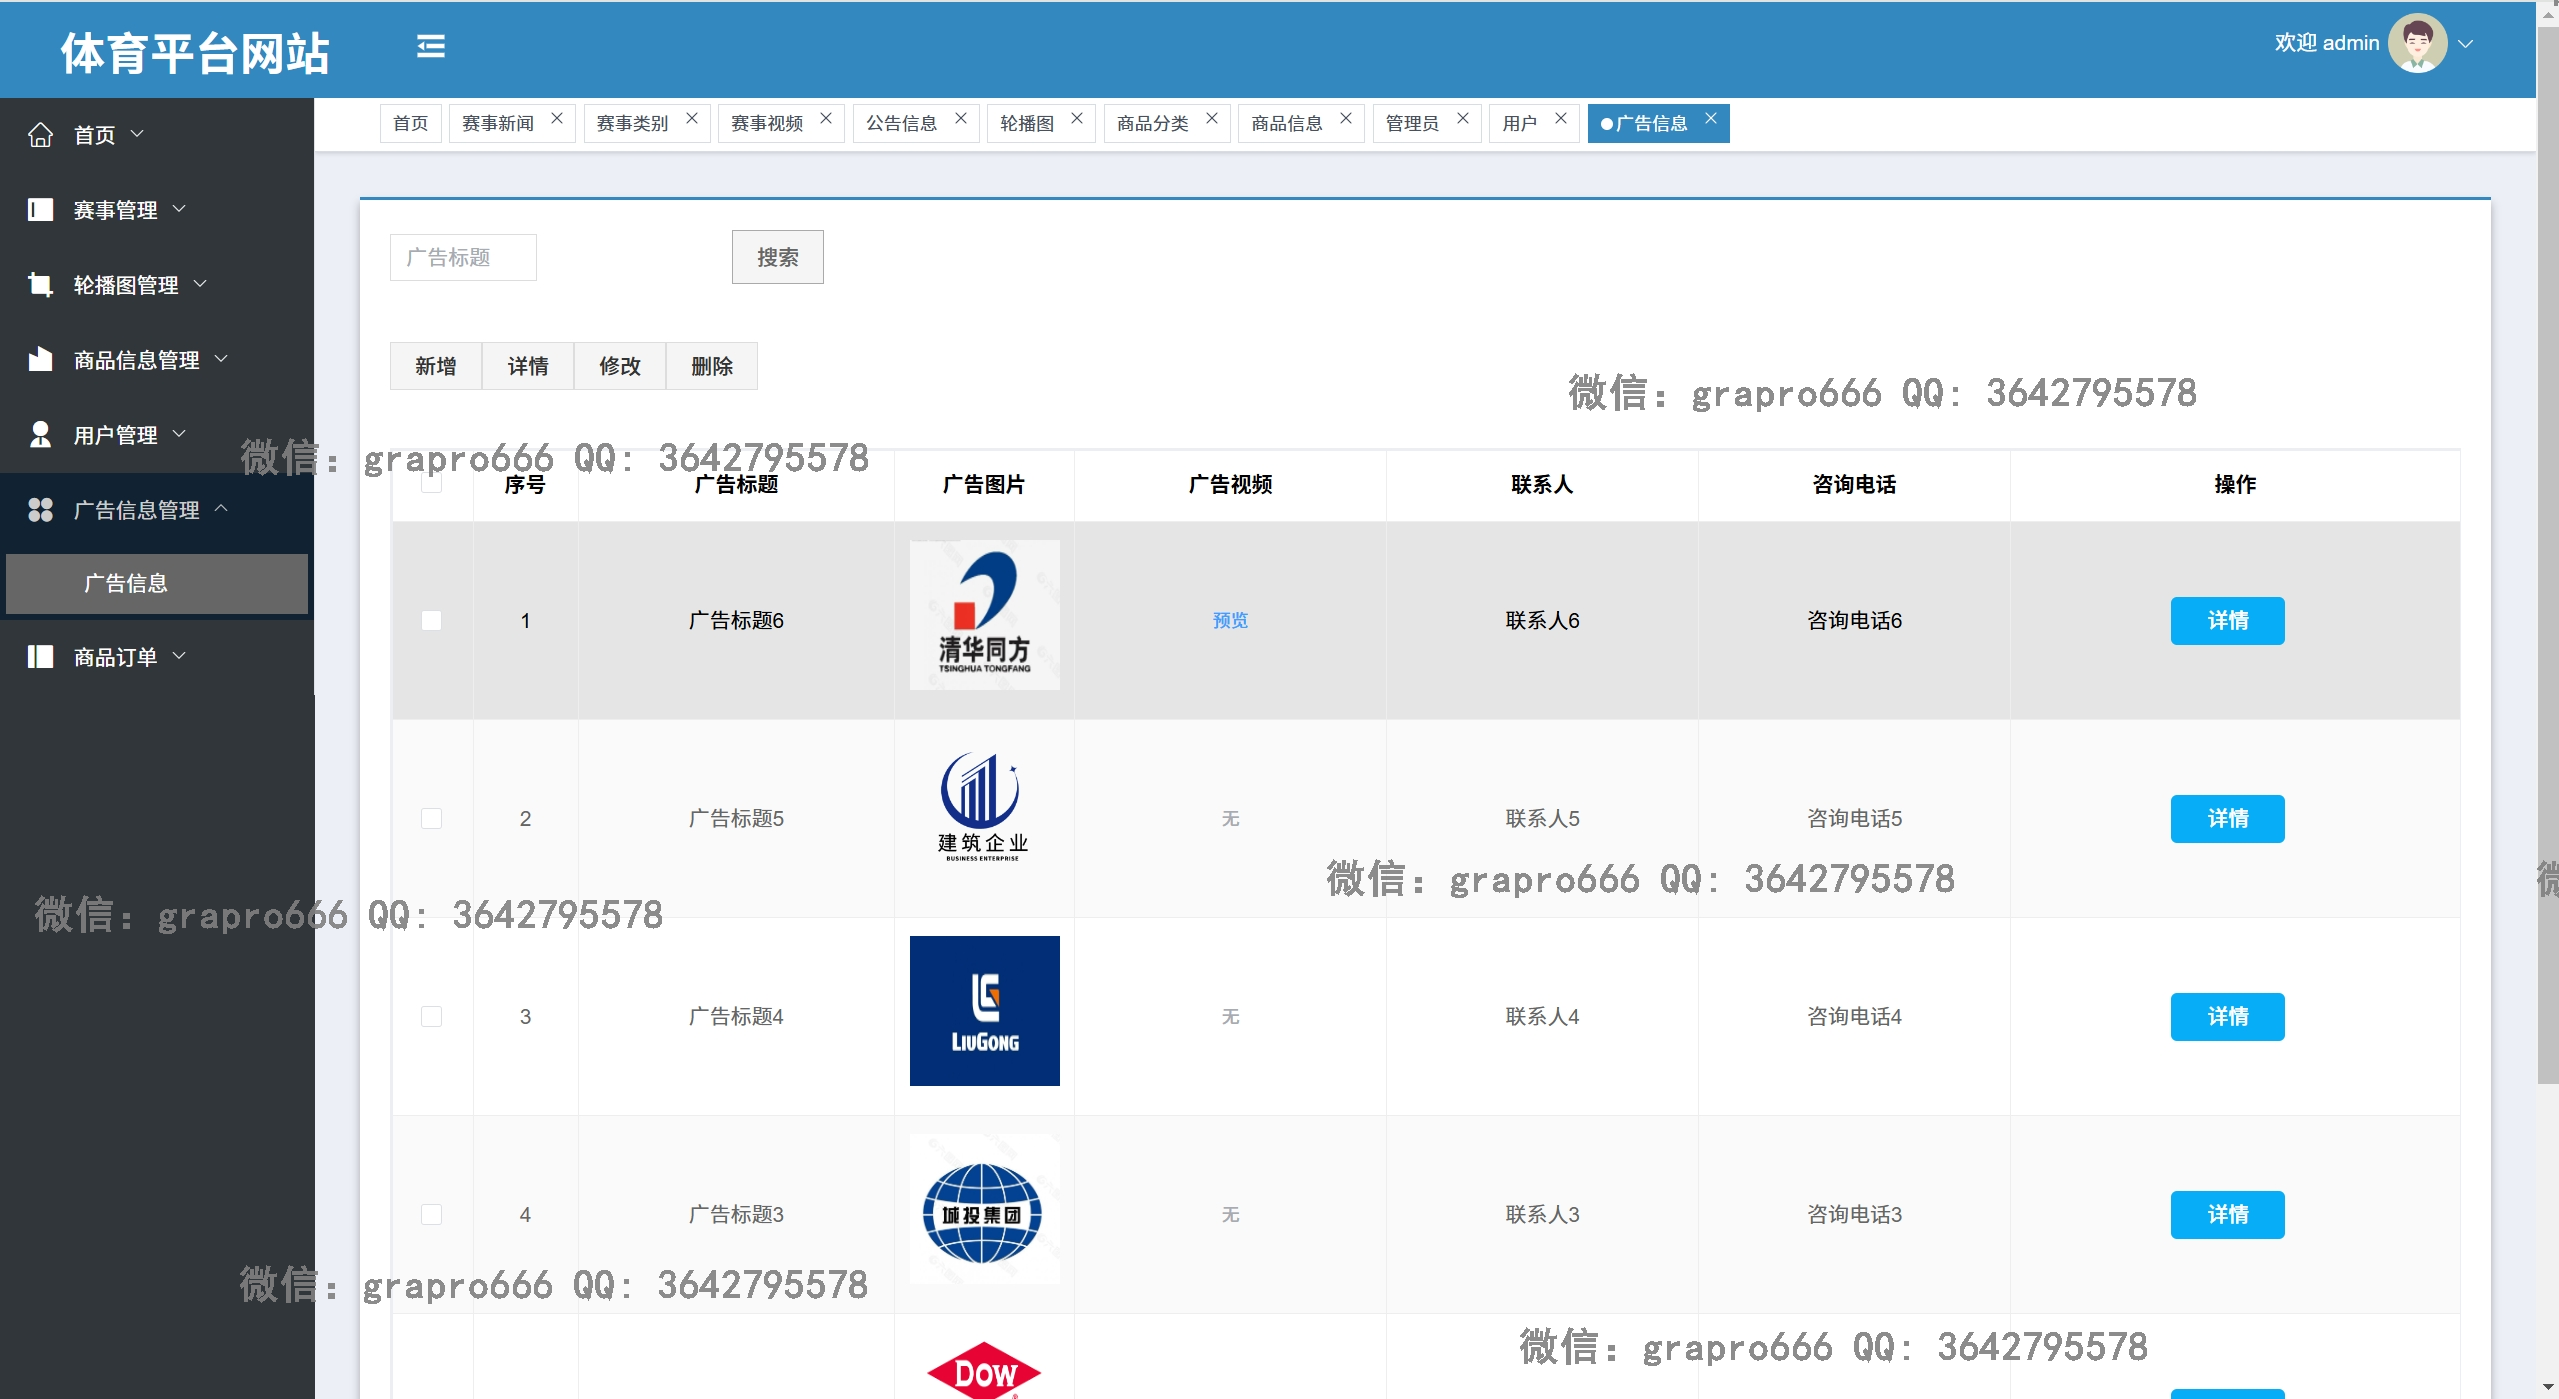 体育平台网站
欢迎 admin
首页 赛事新闻 赛事类别 赛事视频 公告信息 轮播图 商品分类 商品信息 管理员 用户 广告信息
首页
赛事管理
轮播图管理
商品信息管理
用户管理
广告信息管理
广告信息
商品订单
广告标题 搜索
新增 详情 修改 删除
微信：grapro666 QQ: 3642795578
微信：grapro666 QQ: 3642795578
序号 广告标题 广告图片 广告视频 联系人 咨询电话 操作
1 广告标题6 清华同方 TSINGHUA TONGFANG 预览 联系人6 咨询电话6 详情
2 广告标题5 建筑企业 BUSINESS ENTERPRISE 无 联系人5 咨询电话5 详情
微信：grapro666 QQ: 3642795578
微
微信：grapro666 QQ: 3642795578
3 广告标题4 LIUGONG 无 联系人4 咨询电话4 详情
4 广告标题3 城投集团 无 联系人3 咨询电话3 详情
微信：grapro666 QQ: 3642795578
微信：grapro666 QQ: 3642795578
DOW